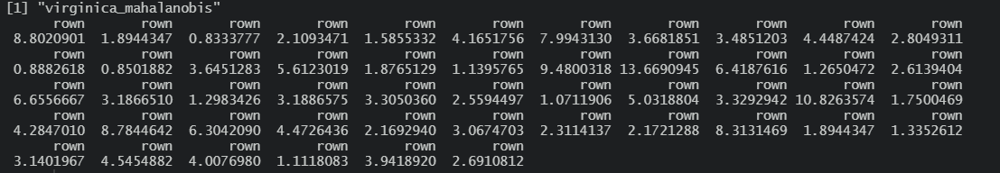 [1] "virginica_mahalanobis"
rown rown rown rown rown rown rown rown rown rown rown
8.8020901 1.8944347 0.8333777 2.1093471 1.5855332 4.1651756 7.9943130 3.6681851 3.4851203 4.4487424 2.8049311
rown rown rown rown rown rown rown rown rown rown rown
0.8882618 0.8501882 3.6451283 5.6123019 1.8765129 1.1395765 9.4800318 13.6690945 6.4187616 1.2650472 2.6139404
rown rown rown rown rown rown rown rown rown rown rown
6.6556667 3.1866510 1.2983426 3.1886575 3.3050360 2.5594497 1.0711906 5.0318804 3.3292942 10.8263574 1.7500469
rown rown rown rown rown rown rown rown rown rown rown
4.2847010 8.7844642 6.3042090 4.4726436 2.1692940 3.0674703 2.3114137 2.1721288 8.3131469 1.8944347 1.3352612
rown rown rown rown rown rown
3.1401967 4.5454882 4.0076980 1.1118083 3.9418920 2.6910812